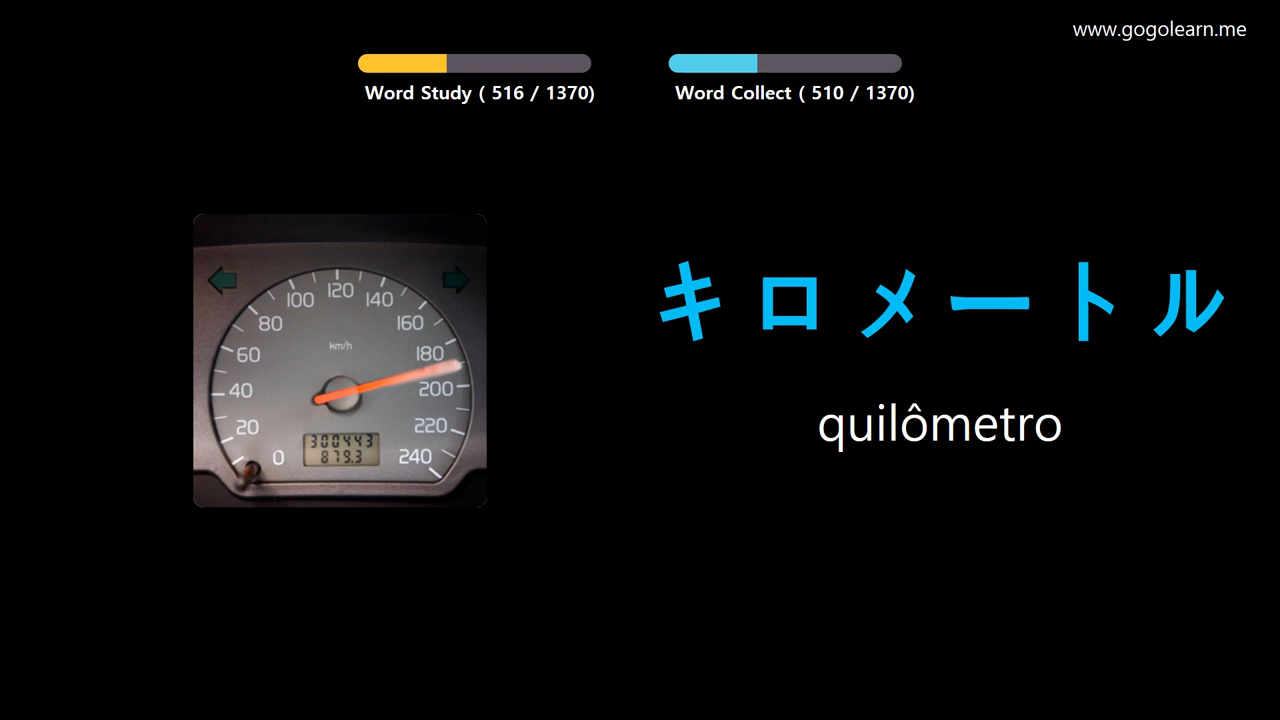 www.gogolearn.me
Word Study ( 516 / 1370)
Word Collect ( 510 / 1370)
キロメートル
quilômetro
0
20
40
60
80
100
120
140
160
180
200
220
240
km/h
300443
879.3